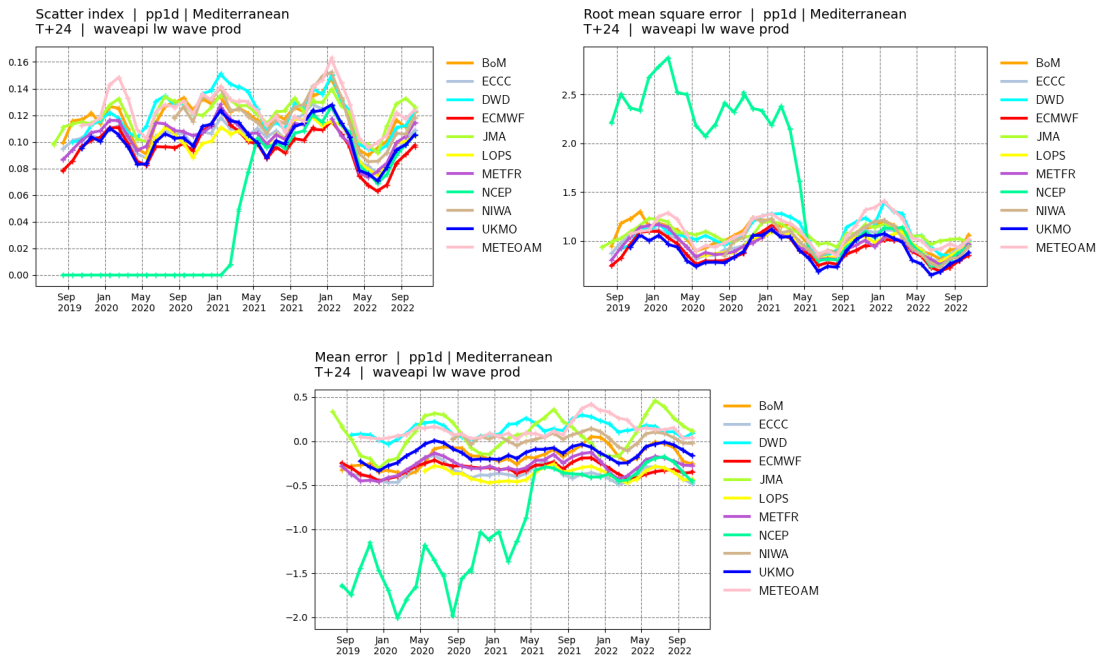 Scatter index  |  pp1d | Mediterranean
T+24  |  waveapi lw wave prod
0.16
0.14
0.12
0.10
0.08
0.06
0.04
0.02
0.00
Sep Jan May Sep Jan May Sep Jan May Sep
2019 2020 2020 2020 2021 2021 2021 2022 2022 2022
BoM
ECCC
DWD
ECMWF
JMA
LOPS
METFR
NCEP
NIWA
UKMO
METEOAM
Root mean square error  |  pp1d | Mediterranean
T+24  |  waveapi lw wave prod
2.5
2.0
1.5
1.0
Sep Jan May Sep Jan May Sep Jan May Sep
2019 2020 2020 2020 2021 2021 2021 2022 2022 2022
BoM
ECCC
DWD
ECMWF
JMA
LOPS
METFR
NCEP
NIWA
UKMO
METEOAM
Mean error  |  pp1d | Mediterranean
T+24  |  waveapi lw wave prod
0.5
0.0
−0.5
−1.0
−1.5
−2.0
Sep Jan May Sep Jan May Sep Jan May Sep
2019 2020 2020 2020 2021 2021 2021 2022 2022 2022
BoM
ECCC
DWD
ECMWF
JMA
LOPS
METFR
NCEP
NIWA
UKMO
METEOAM